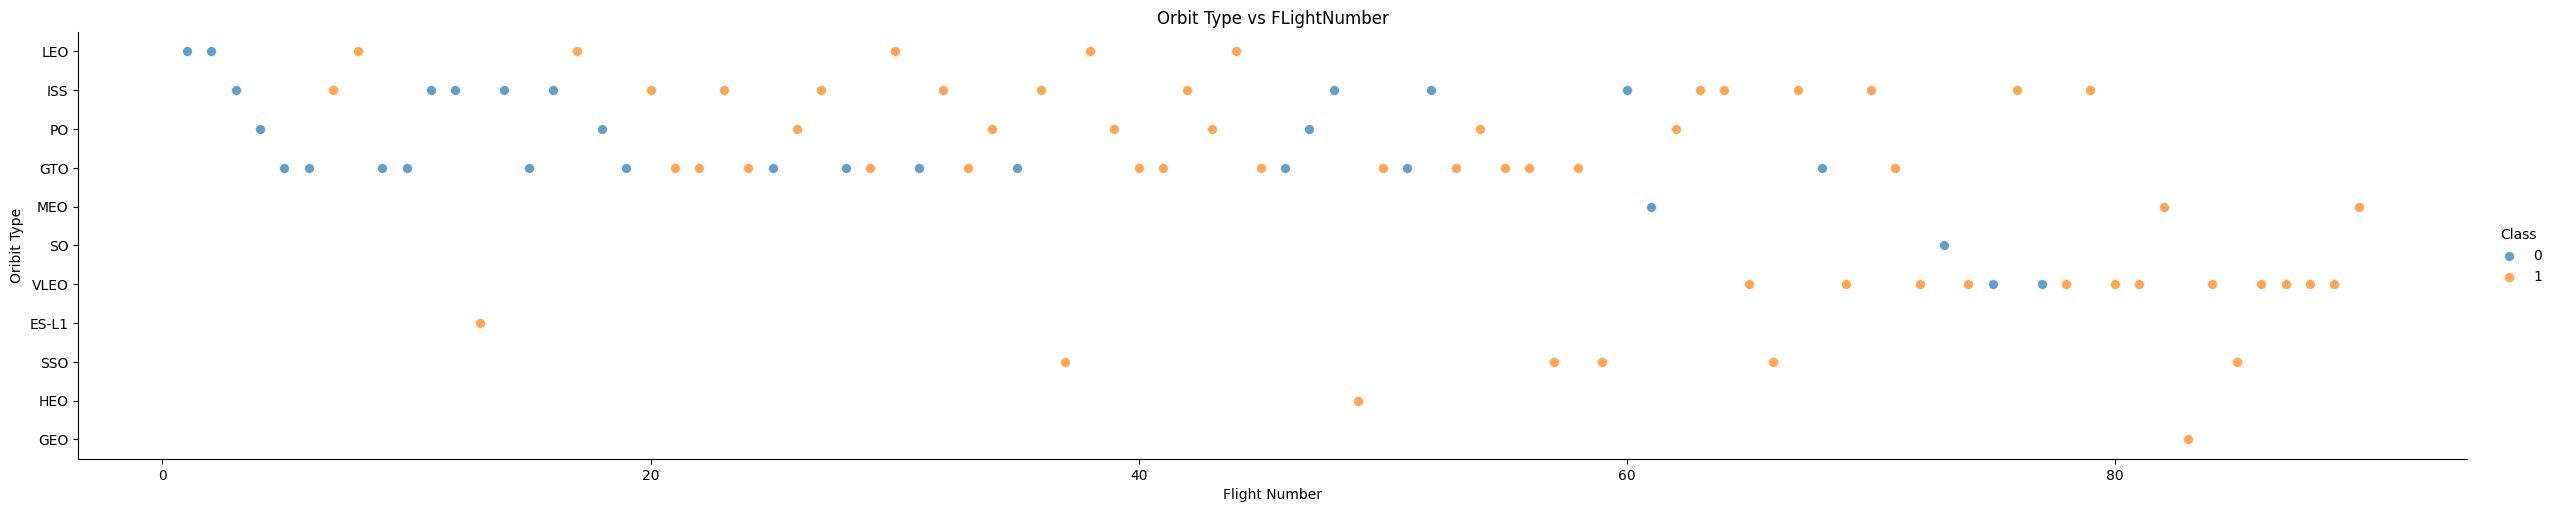 Orbit Type vs FLightNumber
LEO
ISS
PO
GTO
MEO
SO
VLEO
ES-L1
SSO
HEO
GEO
Oribit Type
0
20
40
60
80
Flight Number
Class
0
1